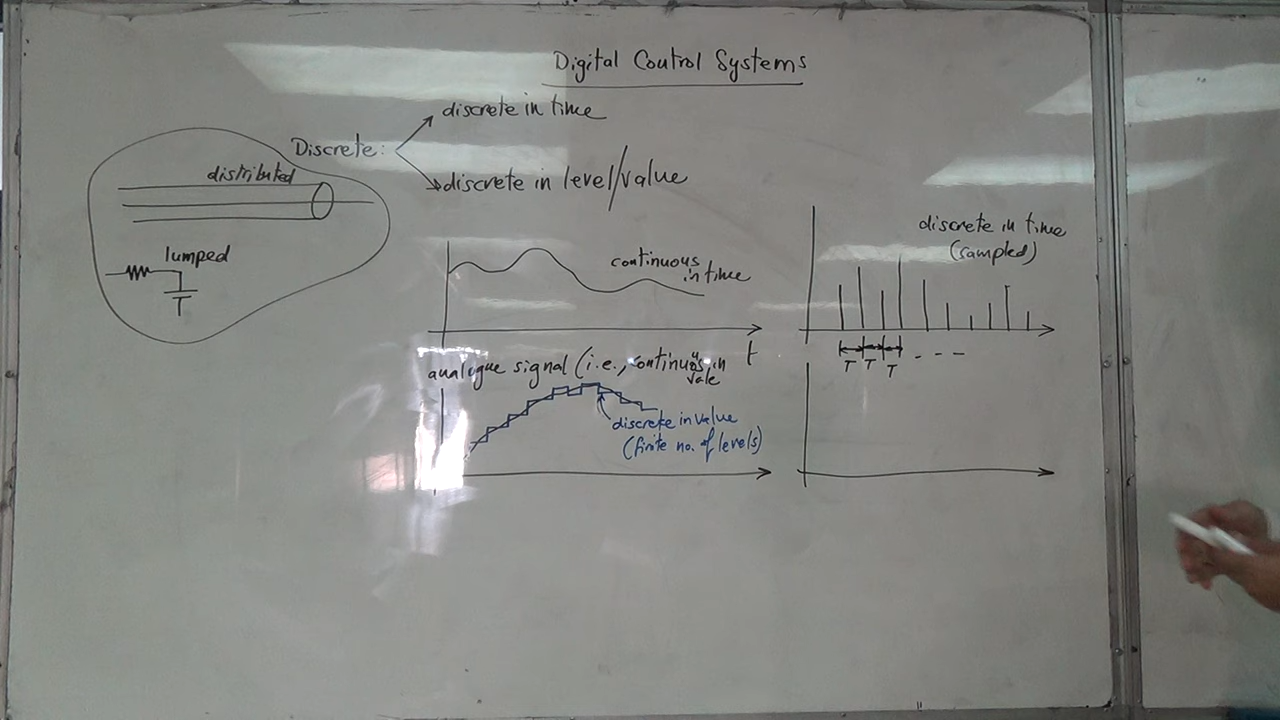 Digital Control Systems
discrete in time
Discrete:
discrete in level/value
distributed
lumped
continuous
in time
t
discrete in time
(sampled)
T T T - - -
analogue signal (i.e., continuous in
vale
discrete in value
(finite no. of levels)